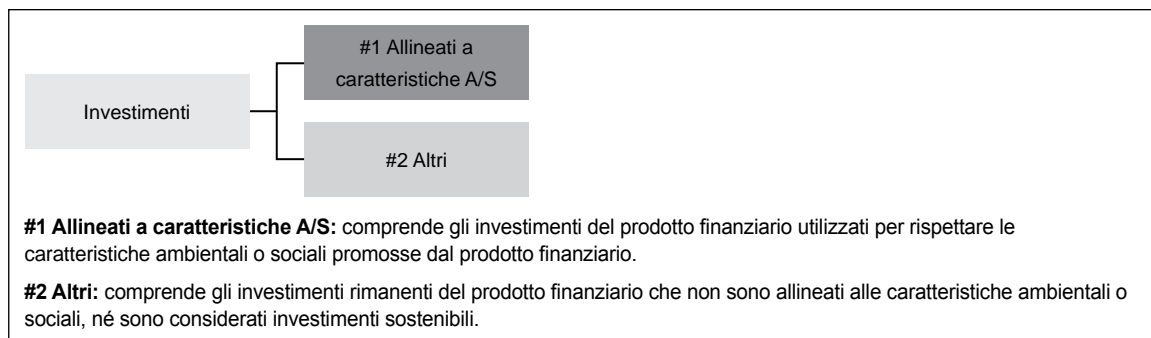 #1 Allineati a
caratteristiche A/S
Investimenti
#2 Altri
#1 Allineati a caratteristiche A/S: comprende gli investimenti del prodotto finanziario utilizzati per rispettare le
caratteristiche ambientali o sociali promosse dal prodotto finanziario.
#2 Altri: comprende gli investimenti rimanenti del prodotto finanziario che non sono allineati alle caratteristiche ambientali o
sociali, né sono considerati investimenti sostenibili.